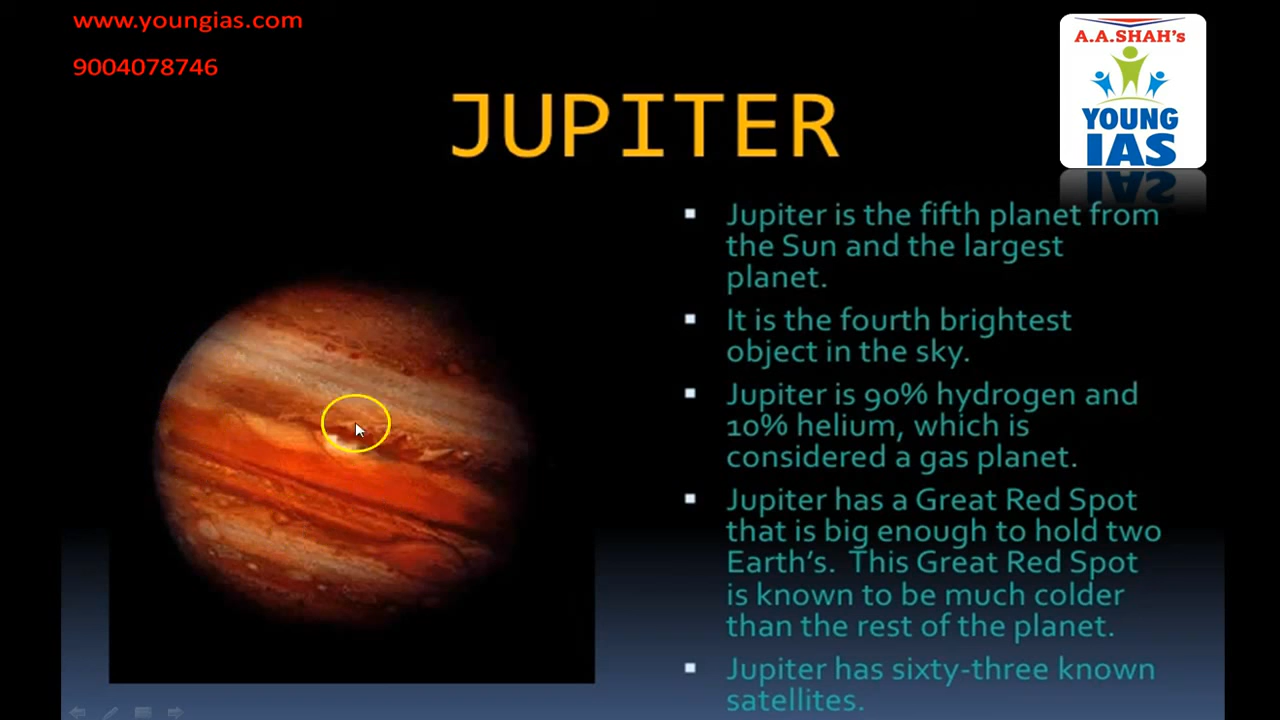 www.youngias.com
9004078746
A.A.SHAH's
YOUNG
IAS
JUPITER
Jupiter is the fifth planet from
the Sun and the largest
planet.
It is the fourth brightest
object in the sky.
Jupiter is 90% hydrogen and
10% helium, which is
considered a gas planet.
Jupiter has a Great Red Spot
that is big enough to hold two
Earth's. This Great Red Spot
is known to be much colder
than the rest of the planet.
Jupiter has sixty-three known
satellites.